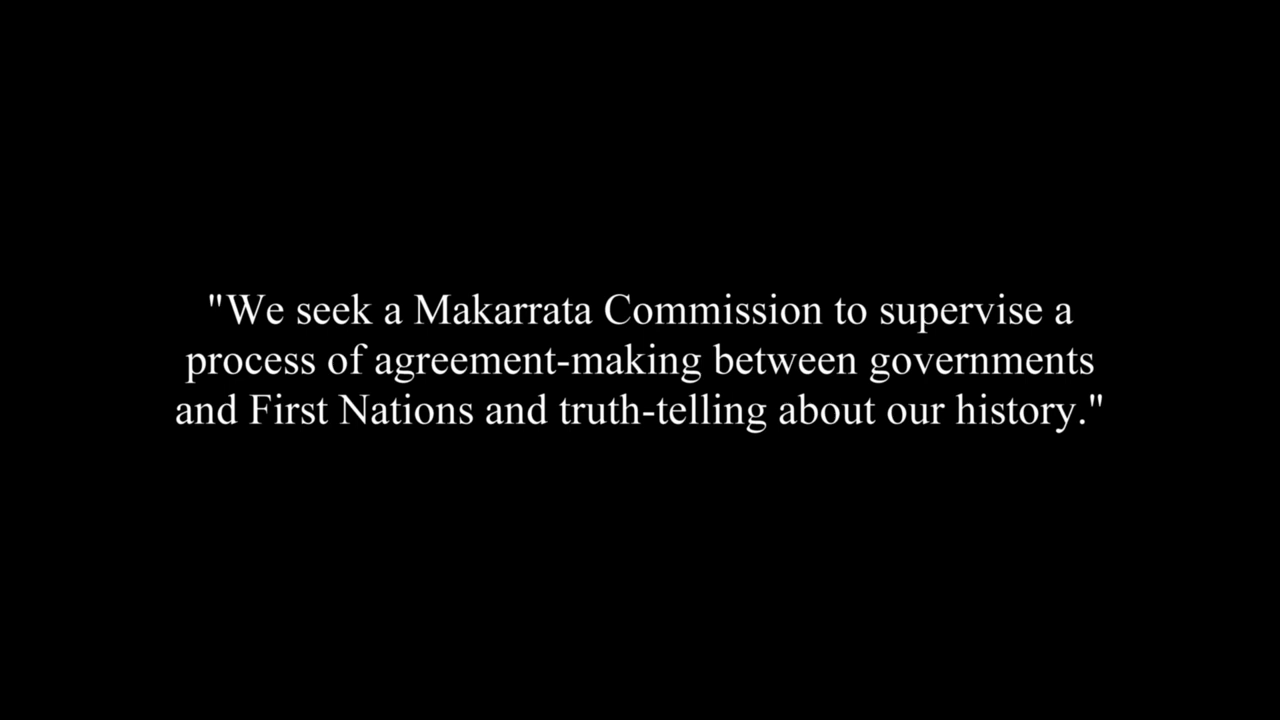 "We seek a Makarrata Commission to supervise a
process of agreement-making between governments
and First Nations and truth-telling about our history."